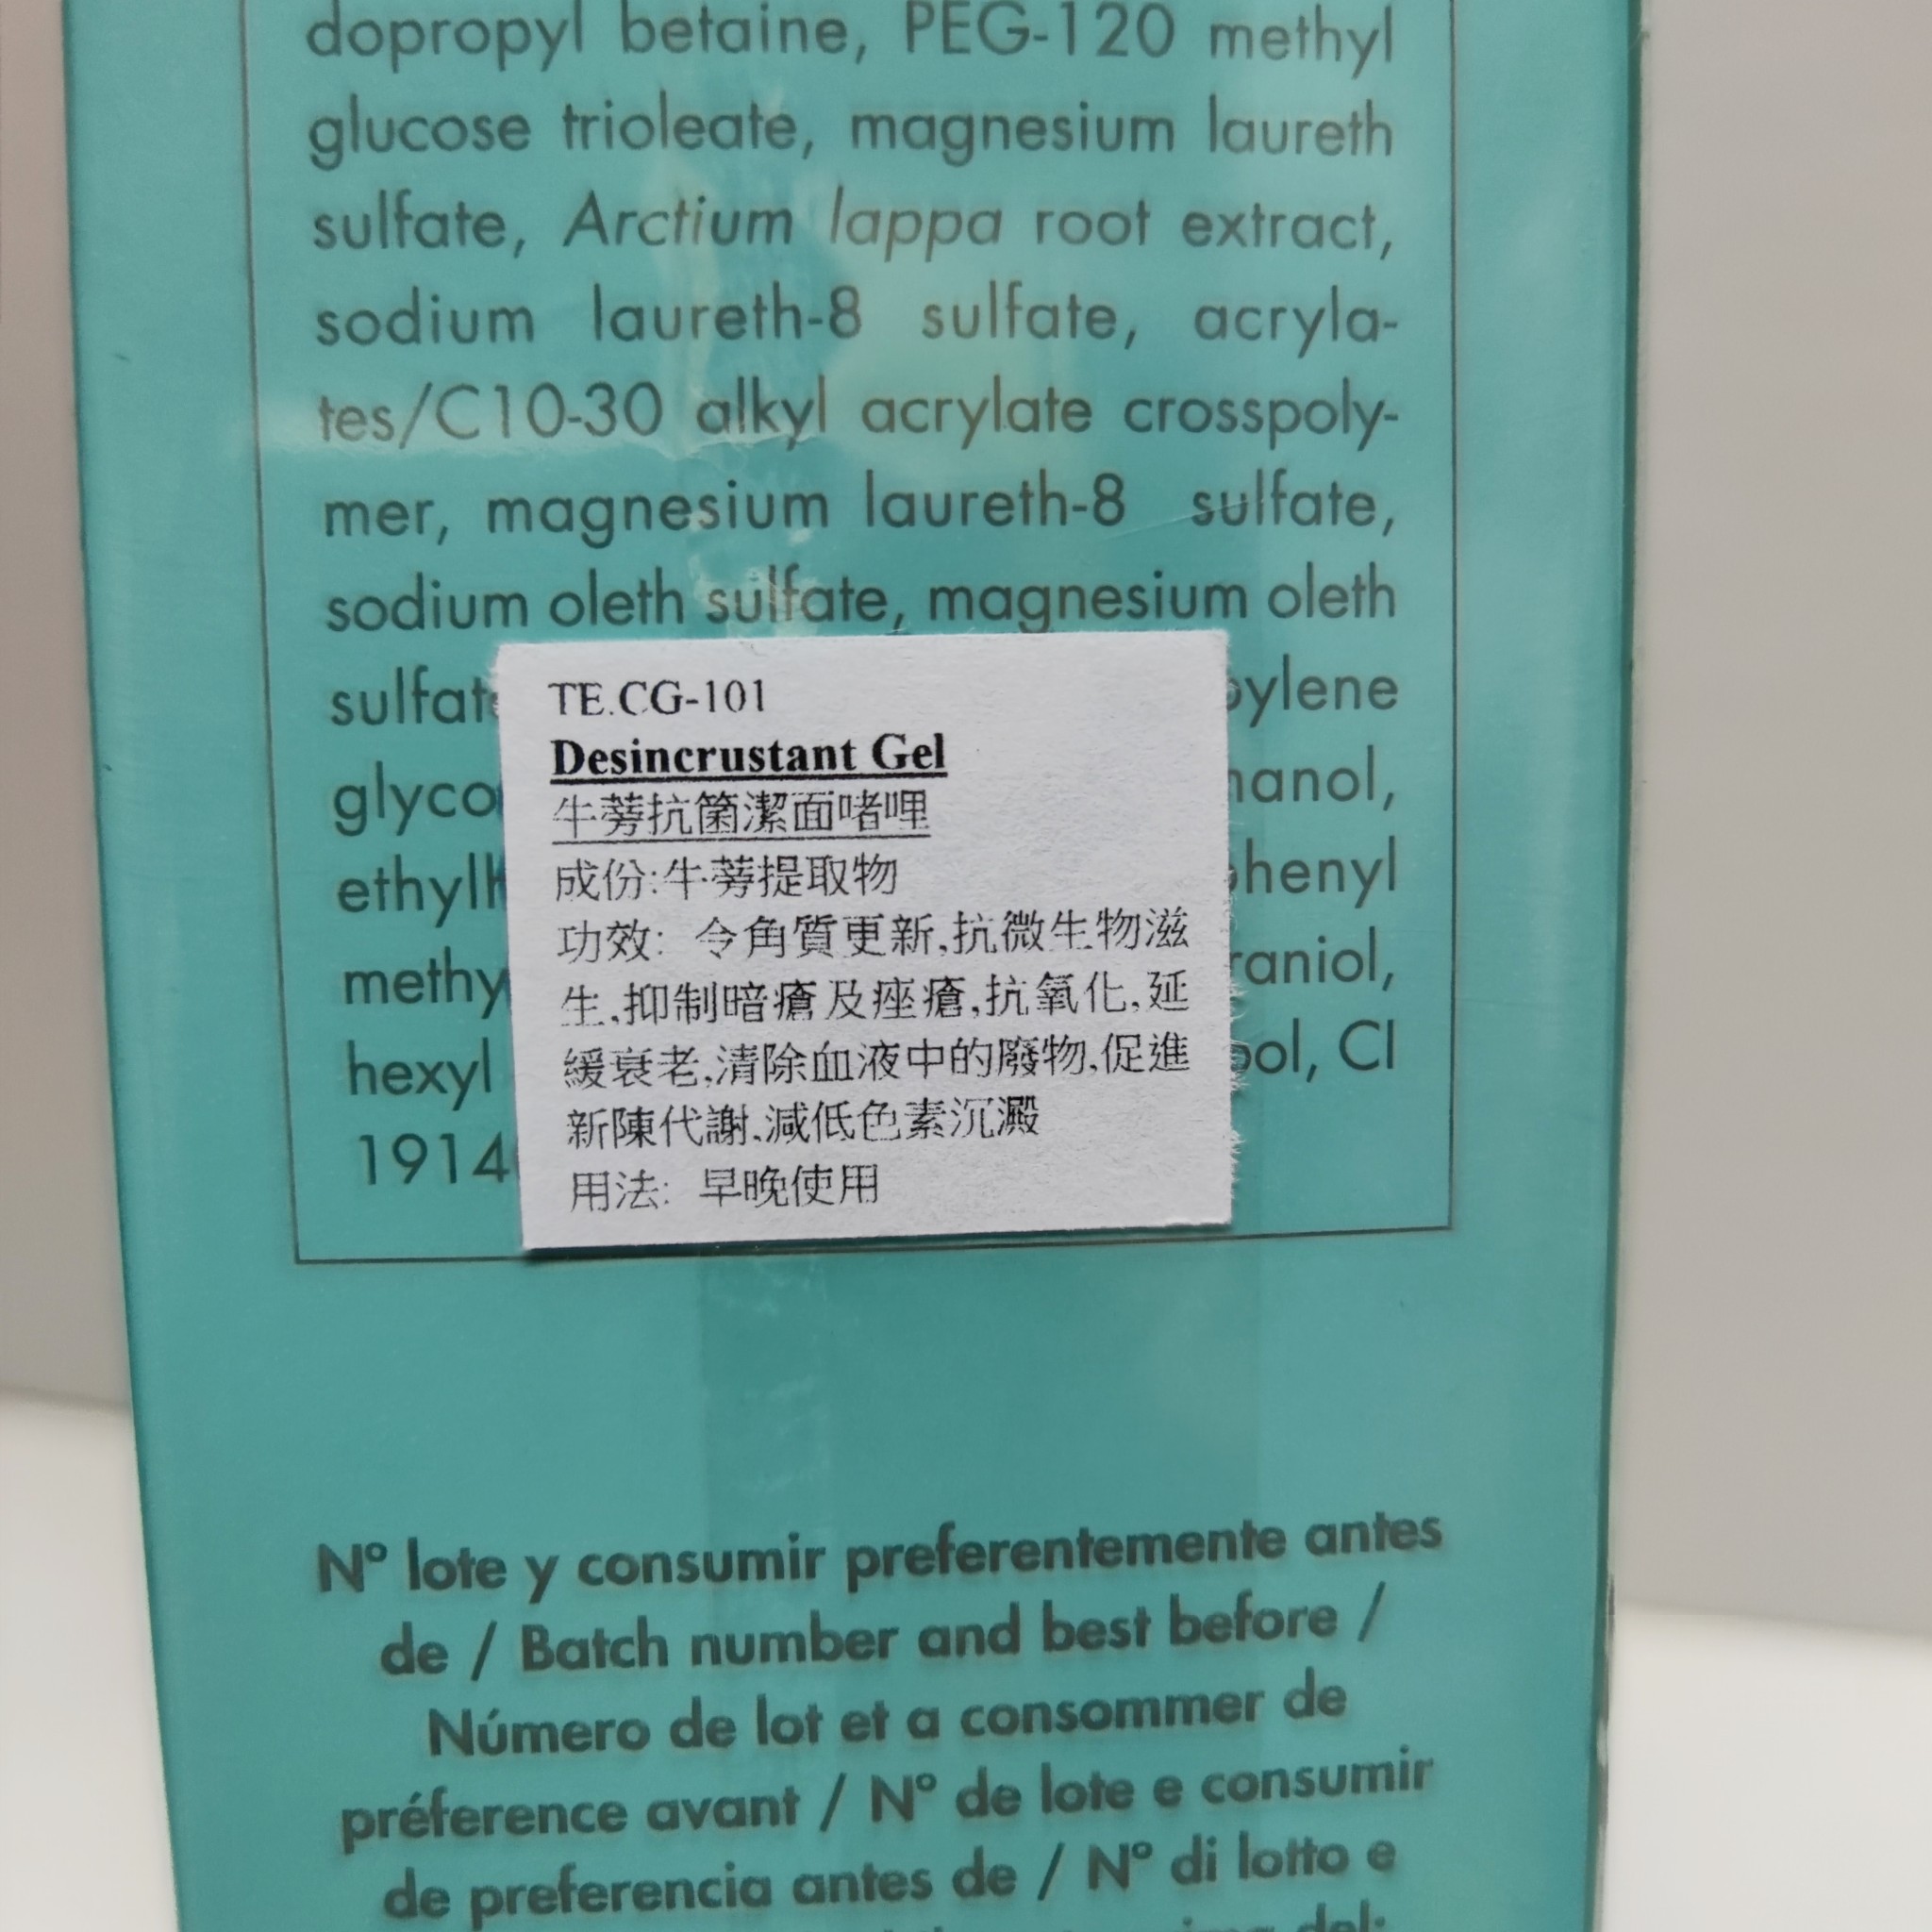 dopropyl betaine, PEG-120 methyl
glucose trioleate, magnesium laureth
sulfate, Arctium lappa root extract,
sodium laureth-8 sulfate, acryla-
tes/C10-30 alkyl acrylate crosspoly-
mer, magnesium laureth-8 sulfate,
sodium oleth sulfate, magnesium oleth
sulfat
ylene
glyco
anol,
ethyl
henyl
methy
raniol,
hexyl
ol, CI
1914
TE.CG-101
Desincrustant Gel
牛蒡抗箘潔面啫哩
成份:牛蒡提取物
功效: 令角質更新,抗微生物滋
生,抑制暗瘡及痤瘡,抗氧化,延
緩衰老,清除血液中的廢物,促進
新陳代謝,減低色素沉澱
用法: 早晚使用
Nº lote y consumir preferentemente antes
de / Batch number and best before /
Número de lot et a consommer de
préference avant / Nº de lote e consumir
de preferencia antes de / Nº di lotto e